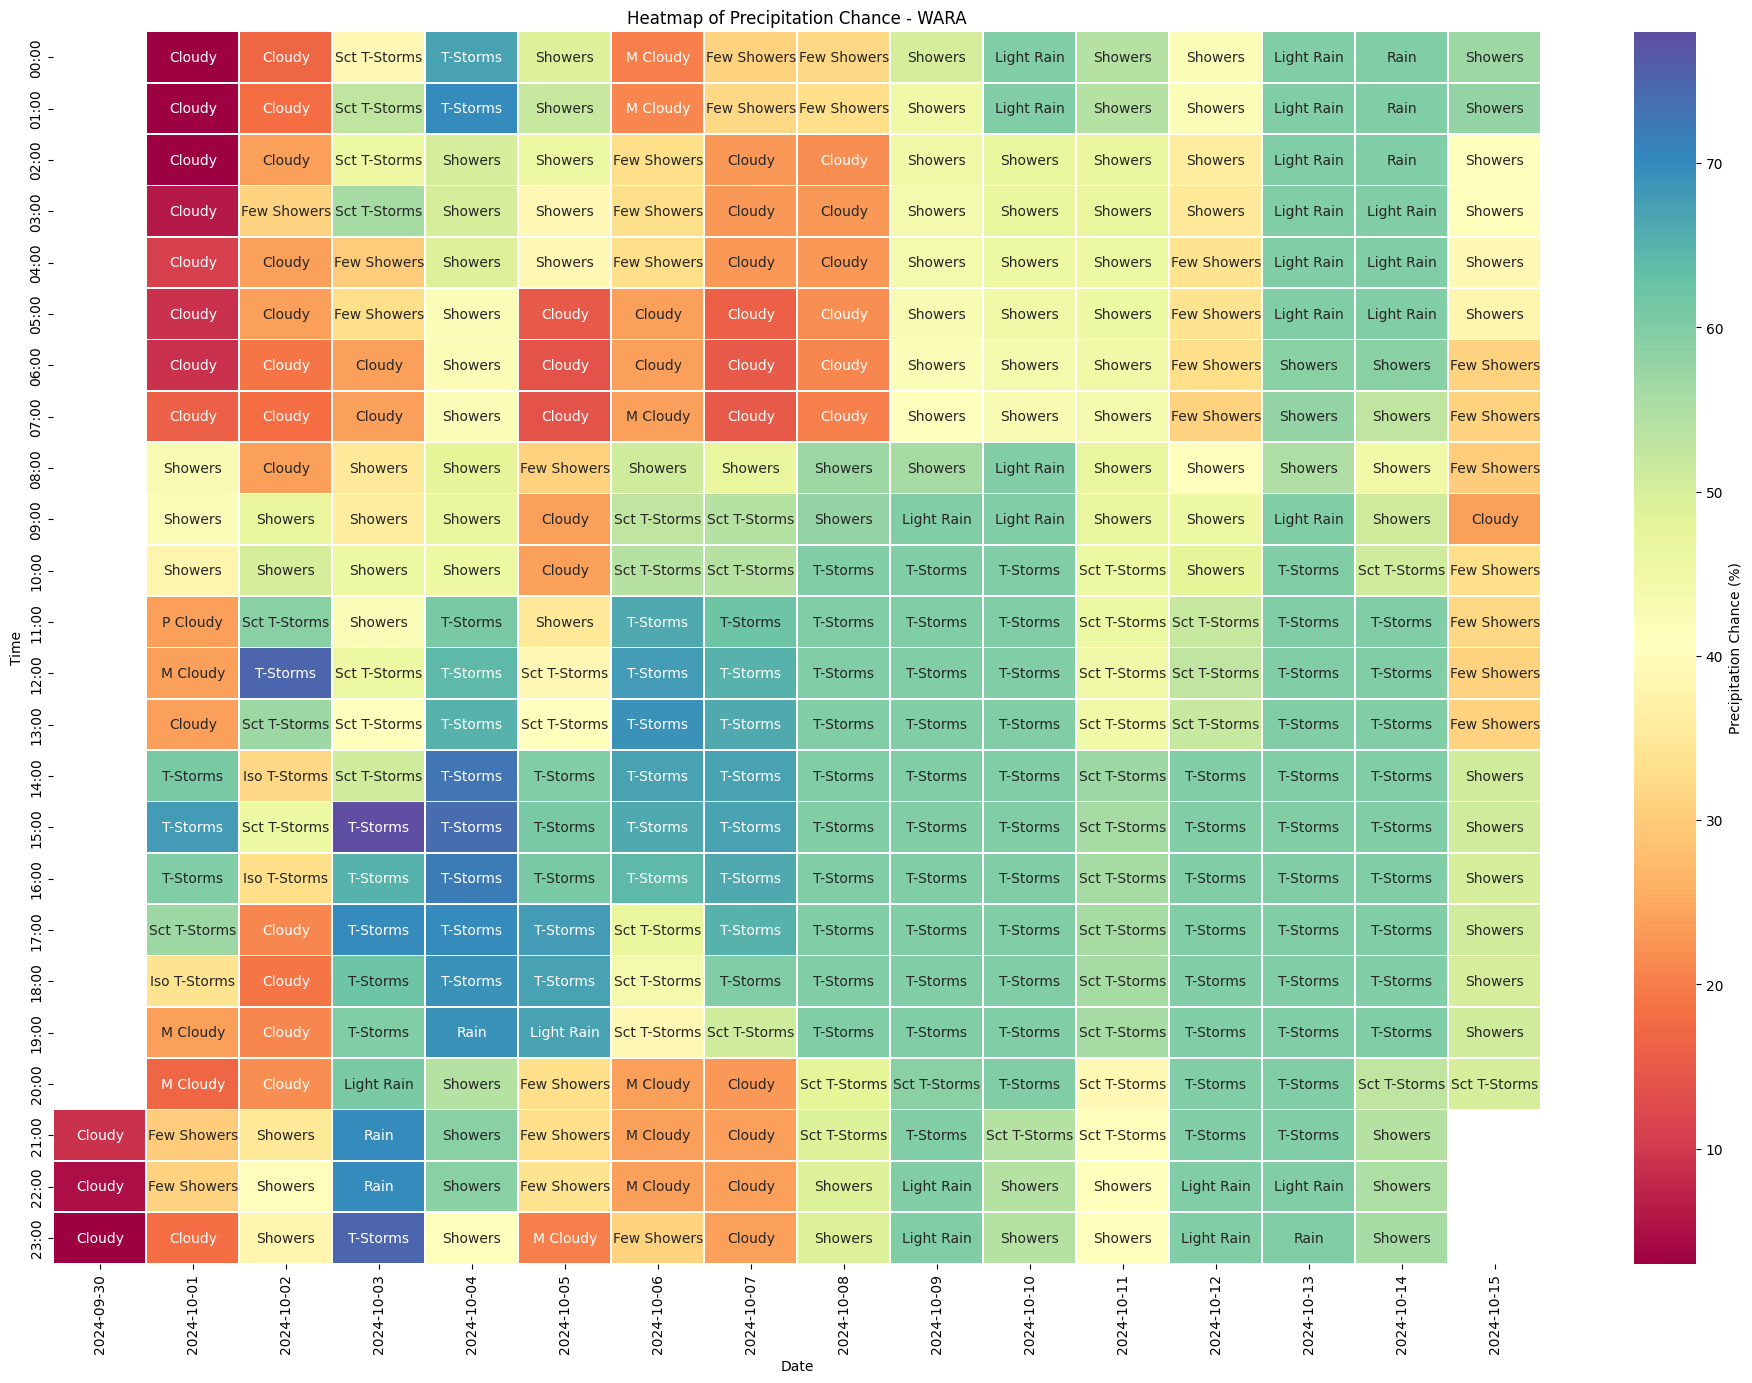 Heatmap of Precipitation Chance - WARA
00:00 Cloudy Cloudy Sct T-Storms T-Storms Showers M Cloudy Few Showers Few Showers Showers Light Rain Showers Showers Light Rain Rain Showers
01:00 Cloudy Cloudy Sct T-Storms T-Storms Showers M Cloudy Few Showers Few Showers Showers Light Rain Showers Showers Light Rain Rain Showers
02:00 Cloudy Cloudy Sct T-Storms Showers Showers Few Showers Cloudy Cloudy Showers Showers Showers Showers Light Rain Rain Showers
03:00 Cloudy Few Showers Sct T-Storms Showers Showers Few Showers Cloudy Cloudy Showers Showers Showers Showers Light Rain Light Rain Showers
04:00 Cloudy Cloudy Few Showers Showers Showers Few Showers Cloudy Cloudy Showers Showers Showers Few Showers Light Rain Light Rain Showers
05:00 Cloudy Cloudy Few Showers Showers Cloudy Cloudy Cloudy Cloudy Showers Showers Showers Few Showers Light Rain Light Rain Showers
06:00 Cloudy Cloudy Cloudy Showers Cloudy Cloudy Cloudy Cloudy Showers Showers Showers Few Showers Showers Showers Few Showers
07:00 Cloudy Cloudy Cloudy Showers Cloudy M Cloudy Cloudy Cloudy Showers Showers Showers Few Showers Showers Showers Few Showers
08:00 Showers Cloudy Showers Showers Few Showers Showers Showers Showers Showers Light Rain Showers Showers Showers Showers Few Showers
09:00 Showers Showers Showers Showers Cloudy Sct T-Storms Sct T-Storms Showers Light Rain Light Rain Showers Showers Light Rain Showers Cloudy
10:00 Showers Showers Showers Showers Cloudy Sct T-Storms Sct T-Storms T-Storms T-Storms T-Storms Sct T-Storms Showers T-Storms Sct T-Storms Few Showers
11:00 P Cloudy Sct T-Storms Showers T-Storms Showers T-Storms T-Storms T-Storms T-Storms T-Storms Sct T-Storms Sct T-Storms T-Storms T-Storms Few Showers
12:00 M Cloudy T-Storms Sct T-Storms T-Storms Sct T-Storms T-Storms T-Storms T-Storms T-Storms T-Storms Sct T-Storms Sct T-Storms T-Storms T-Storms Few Showers
13:00 Cloudy Sct T-Storms Sct T-Storms T-Storms Sct T-Storms T-Storms T-Storms T-Storms T-Storms T-Storms Sct T-Storms Sct T-Storms T-Storms T-Storms Few Showers
14:00 T-Storms Iso T-Storms Sct T-Storms T-Storms T-Storms T-Storms T-Storms T-Storms T-Storms T-Storms Sct T-Storms T-Storms T-Storms T-Storms Showers
15:00 T-Storms Sct T-Storms T-Storms T-Storms T-Storms T-Storms T-Storms T-Storms T-Storms T-Storms Sct T-Storms T-Storms T-Storms T-Storms Showers
16:00 T-Storms Iso T-Storms T-Storms T-Storms T-Storms T-Storms T-Storms T-Storms T-Storms T-Storms Sct T-Storms T-Storms T-Storms T-Storms Showers
17:00 Sct T-Storms Cloudy T-Storms T-Storms T-Storms Sct T-Storms T-Storms T-Storms T-Storms T-Storms Sct T-Storms T-Storms T-Storms T-Storms Showers
18:00 Iso T-Storms Cloudy T-Storms T-Storms T-Storms Sct T-Storms T-Storms T-Storms T-Storms T-Storms Sct T-Storms T-Storms T-Storms T-Storms Showers
19:00 M Cloudy Cloudy T-Storms Rain Light Rain Sct T-Storms Sct T-Storms T-Storms T-Storms T-Storms Sct T-Storms T-Storms T-Storms T-Storms Showers
20:00 M Cloudy Cloudy Light Rain Showers Few Showers M Cloudy Cloudy Sct T-Storms Sct T-Storms T-Storms Sct T-Storms T-Storms T-Storms Sct T-Storms Sct T-Storms
21:00 Cloudy Few Showers Showers Rain Showers Few Showers M Cloudy Cloudy Sct T-Storms T-Storms Sct T-Storms Sct T-Storms T-Storms T-Storms Showers
22:00 Cloudy Few Showers Showers Rain Showers Few Showers M Cloudy Cloudy Showers Light Rain Showers Showers Light Rain Light Rain Showers
23:00 Cloudy Cloudy Showers T-Storms Showers M Cloudy Few Showers Cloudy Showers Light Rain Showers Showers Light Rain Rain Showers
Time
2024-09-30 2024-10-01 2024-10-02 2024-10-03 2024-10-04 2024-10-05 2024-10-06 2024-10-07 2024-10-08 2024-10-09 2024-10-10 2024-10-11 2024-10-12 2024-10-13 2024-10-14 2024-10-15
Date
70
60
50
40
30
20
10
Precipitation Chance (%)